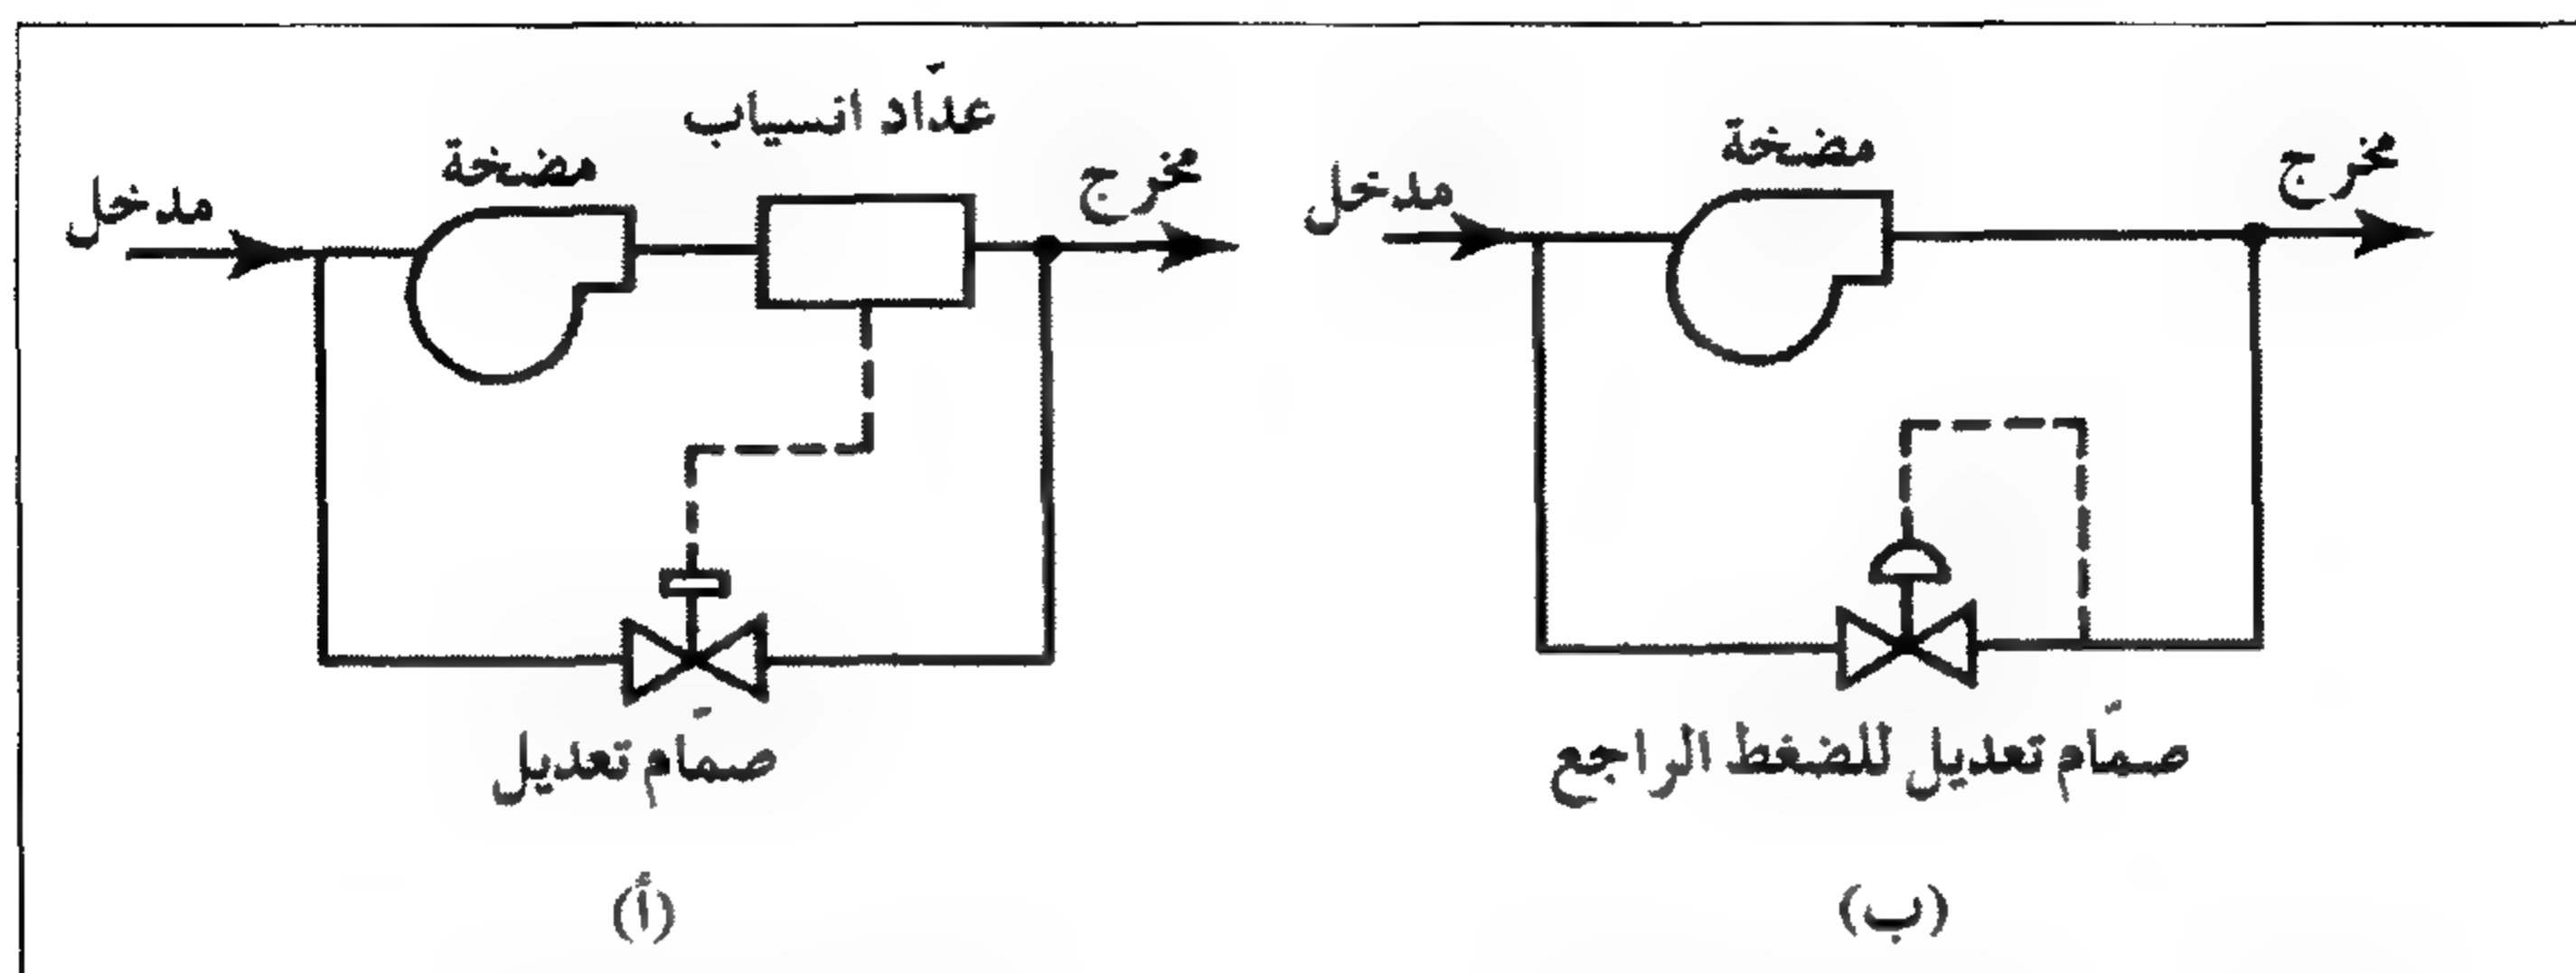 عدّاد انسياب
مضخة
مدخل
مخرج
صمّام تعديل
(أ)
مضخة
مدخل
مخرج
صمّام تعديل للضغط الراجع
(ب)